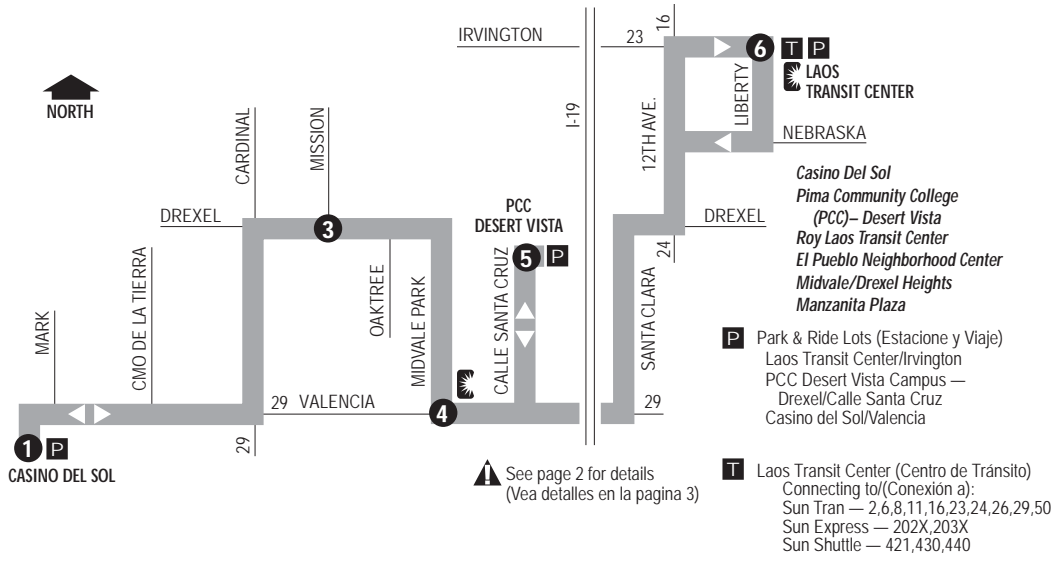 IRVINGTON
23
16
6
T P
LAOS
TRANSIT CENTER
NORTH
I-19
12TH AVE.
LIBERTY
NEBRASKA
CARDINAL
MISSION
DREXEL
3
PCC
DESERT VISTA
5 P
DREXEL
24
Casino Del Sol
Pima Community College
(PCC)– Desert Vista
Roy Laos Transit Center
El Pueblo Neighborhood Center
Midvale/Drexel Heights
Manzanita Plaza
MARK
CMO DE LA TIERRA
OAKTREE
MIDVALE PARK
CALLE SANTA CRUZ
SANTA CLARA
29 VALENCIA
4
29
29
1 P
CASINO DEL SOL
P Park & Ride Lots (Estacione y Viaje)
Laos Transit Center/Irvington
PCC Desert Vista Campus —
Drexel/Calle Santa Cruz
Casino del Sol/Valencia
! See page 2 for details
(Vea detalles en la pagina 3)
T Laos Transit Center (Centro de Tránsito)
Connecting to/(Conexión a):
Sun Tran — 2,6,8,11,16,23,24,26,29,50
Sun Express — 202X,203X
Sun Shuttle — 421,430,440